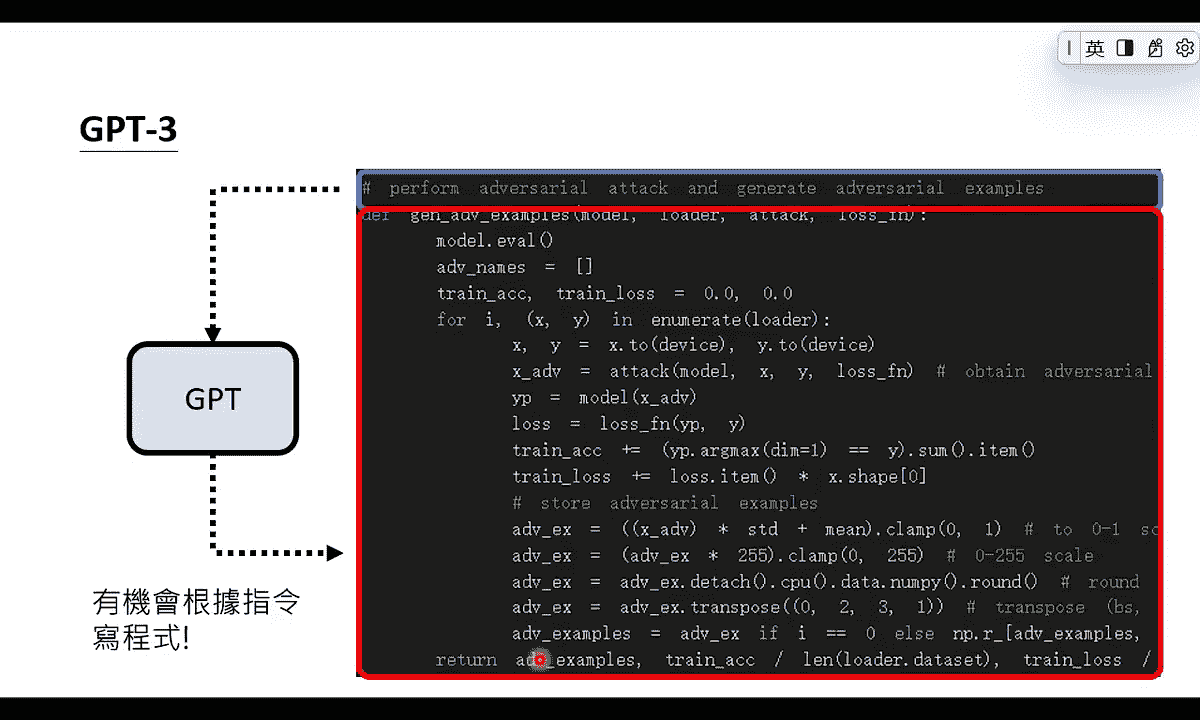 英
GPT-3
# perform adversarial attack and generate adversarial examples
def gen_adv_examples(model, loader, attack, loss_fn):
model.eval()
adv_names = []
train_acc, train_loss = 0.0, 0.0
for i, (x, y) in enumerate(loader):
x, y = x.to(device), y.to(device)
x_adv = attack(model, x, y, loss_fn) # obtain adversarial
yp = model(x_adv)
loss = loss_fn(yp, y)
train_acc += (yp.argmax(dim=1) == y).sum().item()
train_loss += loss.item() * x.shape[0]
# store adversarial examples
adv_ex = ((x_adv) * std + mean).clamp(0, 1) # to 0-1 sc
adv_ex = (adv_ex * 255).clamp(0, 255) # 0-255 scale
adv_ex = adv_ex.detach().cpu().data.numpy().round() # round
adv_ex = adv_ex.transpose((0, 2, 3, 1)) # transpose (bs,
adv_examples = adv_ex if i == 0 else np.r_[adv_examples,
return adv_examples, train_acc / len(loader.dataset), train_loss /
GPT
有機會根據指令
寫程式!